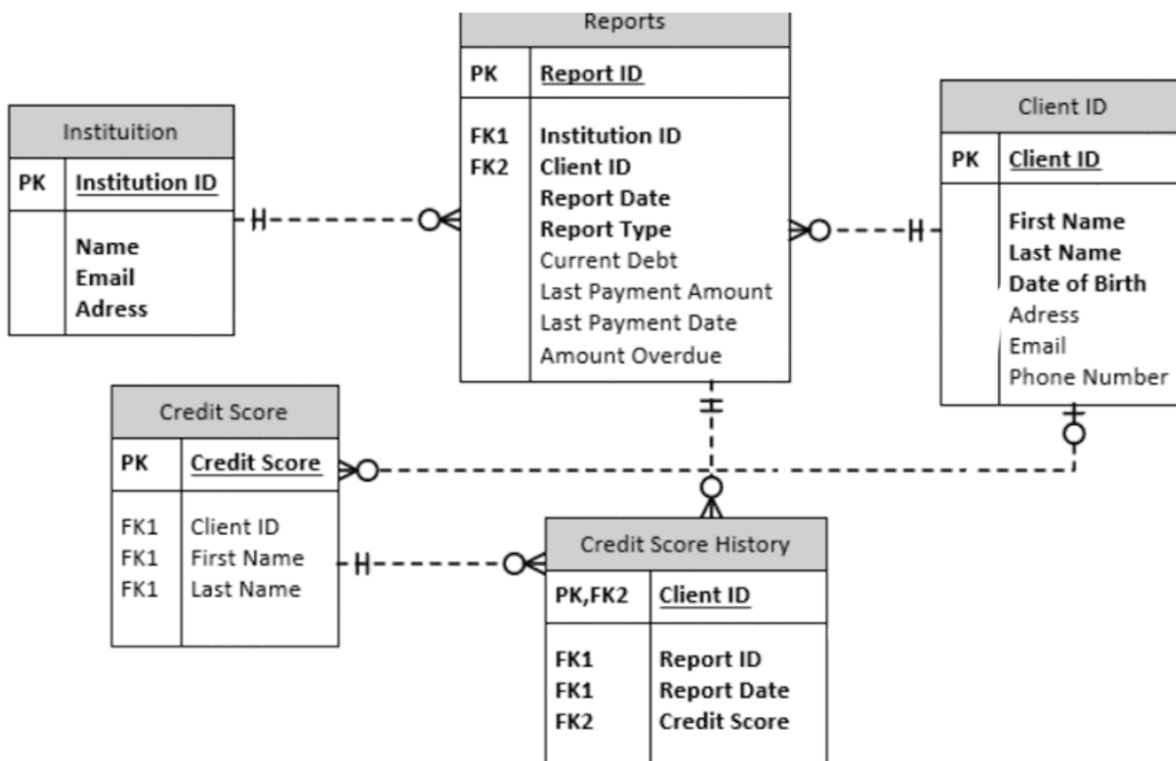 Reports
PK Report ID
FK1 Institution ID
FK2 Client ID
Report Date
Report Type
Current Debt
Last Payment Amount
Last Payment Date
Amount Overdue
Instituition
PK Institution ID
Name
Email
Adress
Client ID
PK Client ID
First Name
Last Name
Date of Birth
Adress
Email
Phone Number
Credit Score
PK Credit Score
FK1 Client ID
FK1 First Name
FK1 Last Name
Credit Score History
PK,FK2 Client ID
FK1 Report ID
FK1 Report Date
FK2 Credit Score